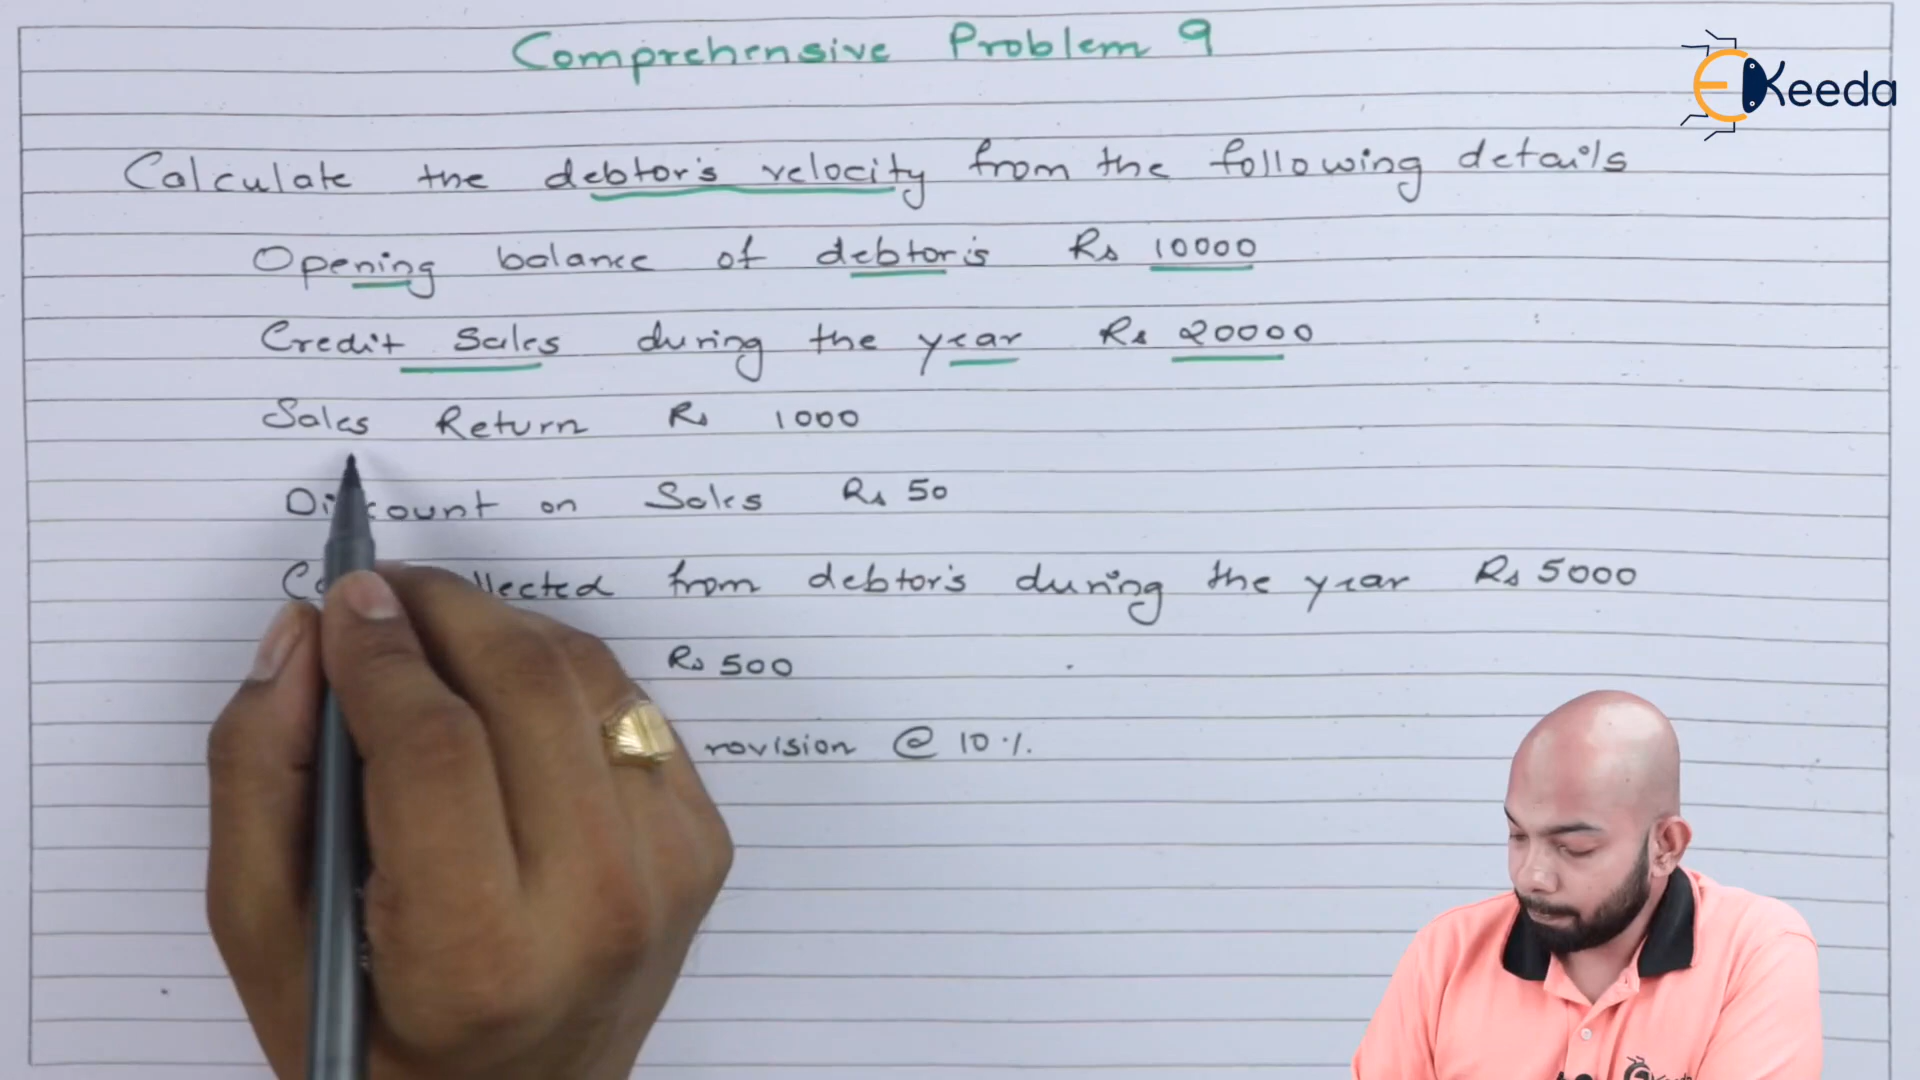 Comprehensive Problem 9
EKeeda
Calculate the debtor's velocity from the following details
Opening balance of debtor's Rs 10000
Credit Sales during the year Rs 20000
Sales Return Rs 1000
Discount on Sales Rs 50
from debtor's during the year Rs 5000
Rs 500
@ 10%.